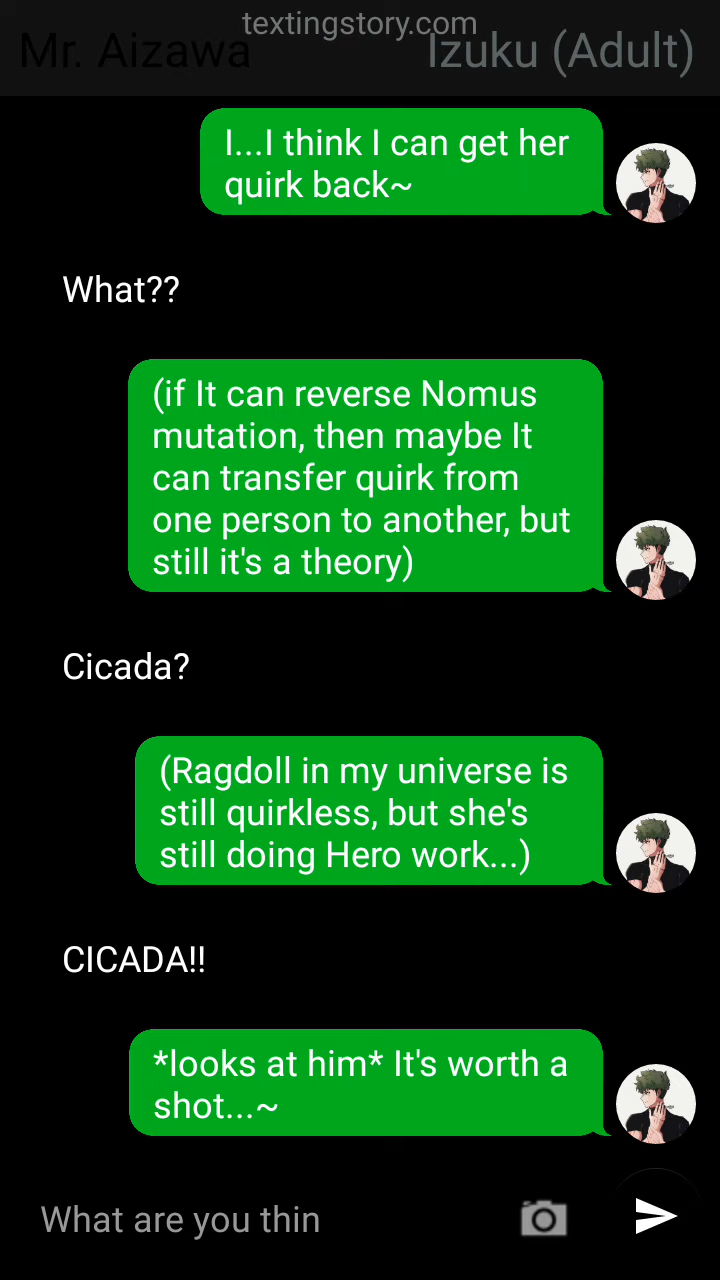 textingstory.com
Mr. Aizawa
Izuku (Adult)
I...I think I can get her
quirk back~
What??
(if It can reverse Nomus
mutation, then maybe It
can transfer quirk from
one person to another, but
still it's a theory)
Cicada?
(Ragdoll in my universe is
still quirkless, but she's
still doing Hero work...)
CICADA!!
*looks at him* It's worth a
shot...~
What are you thin